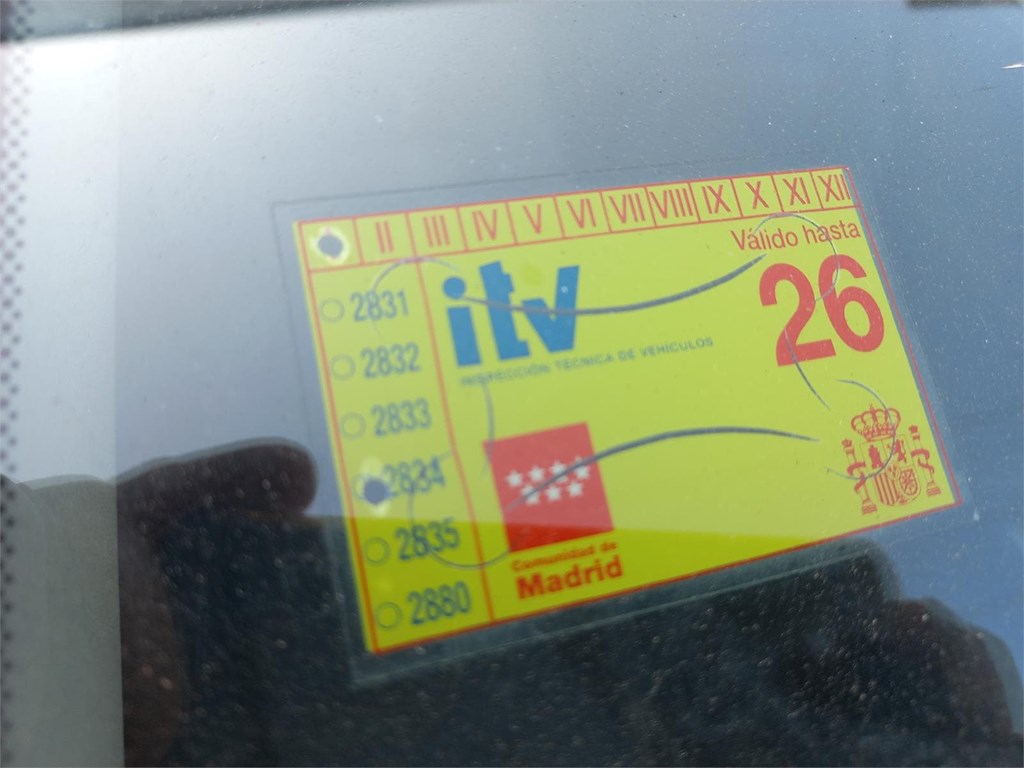 II III IV V VI VII VIII IX X XI XII
Válido hasta
26
itv
INSPECCIÓN TÉCNICA DE VEHÍCULOS
2831
2832
2833
2834
2835
2880
Comunidad de
Madrid